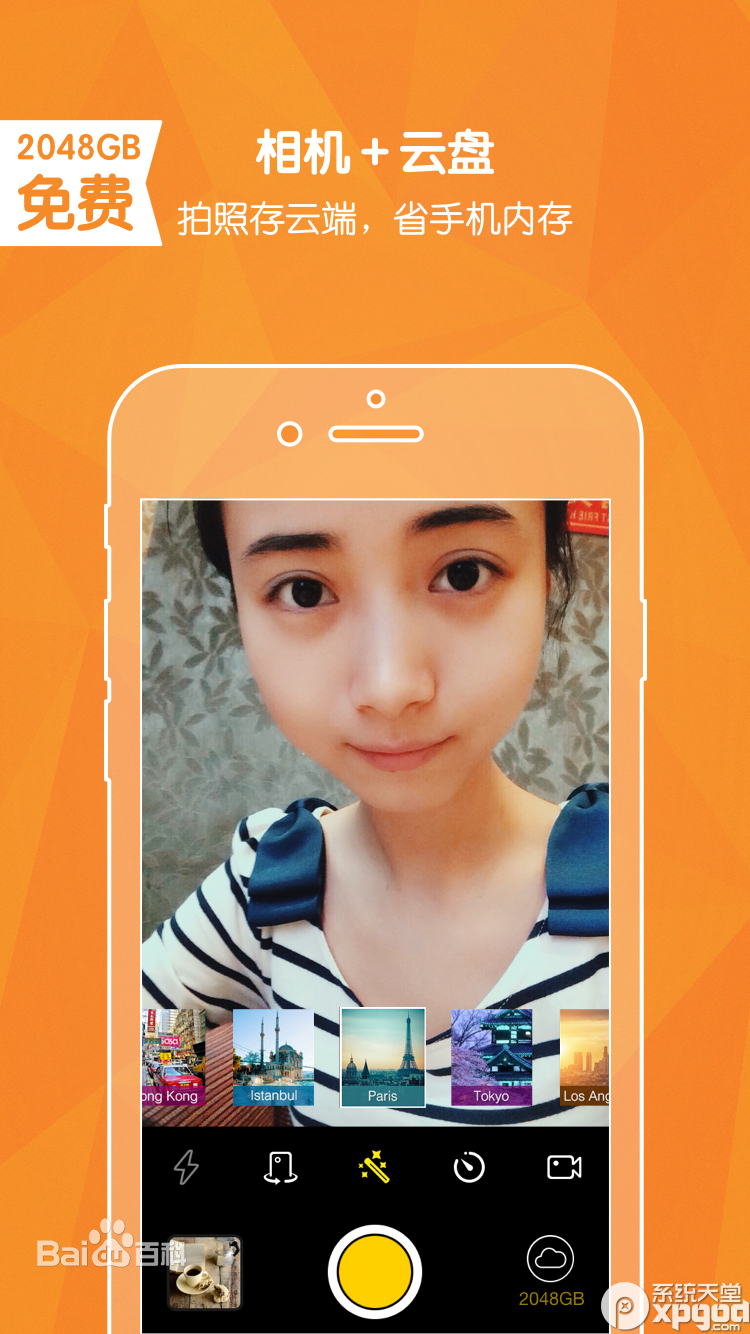 2048GB
免费
相机+云盘
拍照存云端，省手机内存
sasa
ong Kong
Istanbul
Paris
Tokyo
Los Ang
2048GB
Bai百科
系统天堂
xpgod
.com